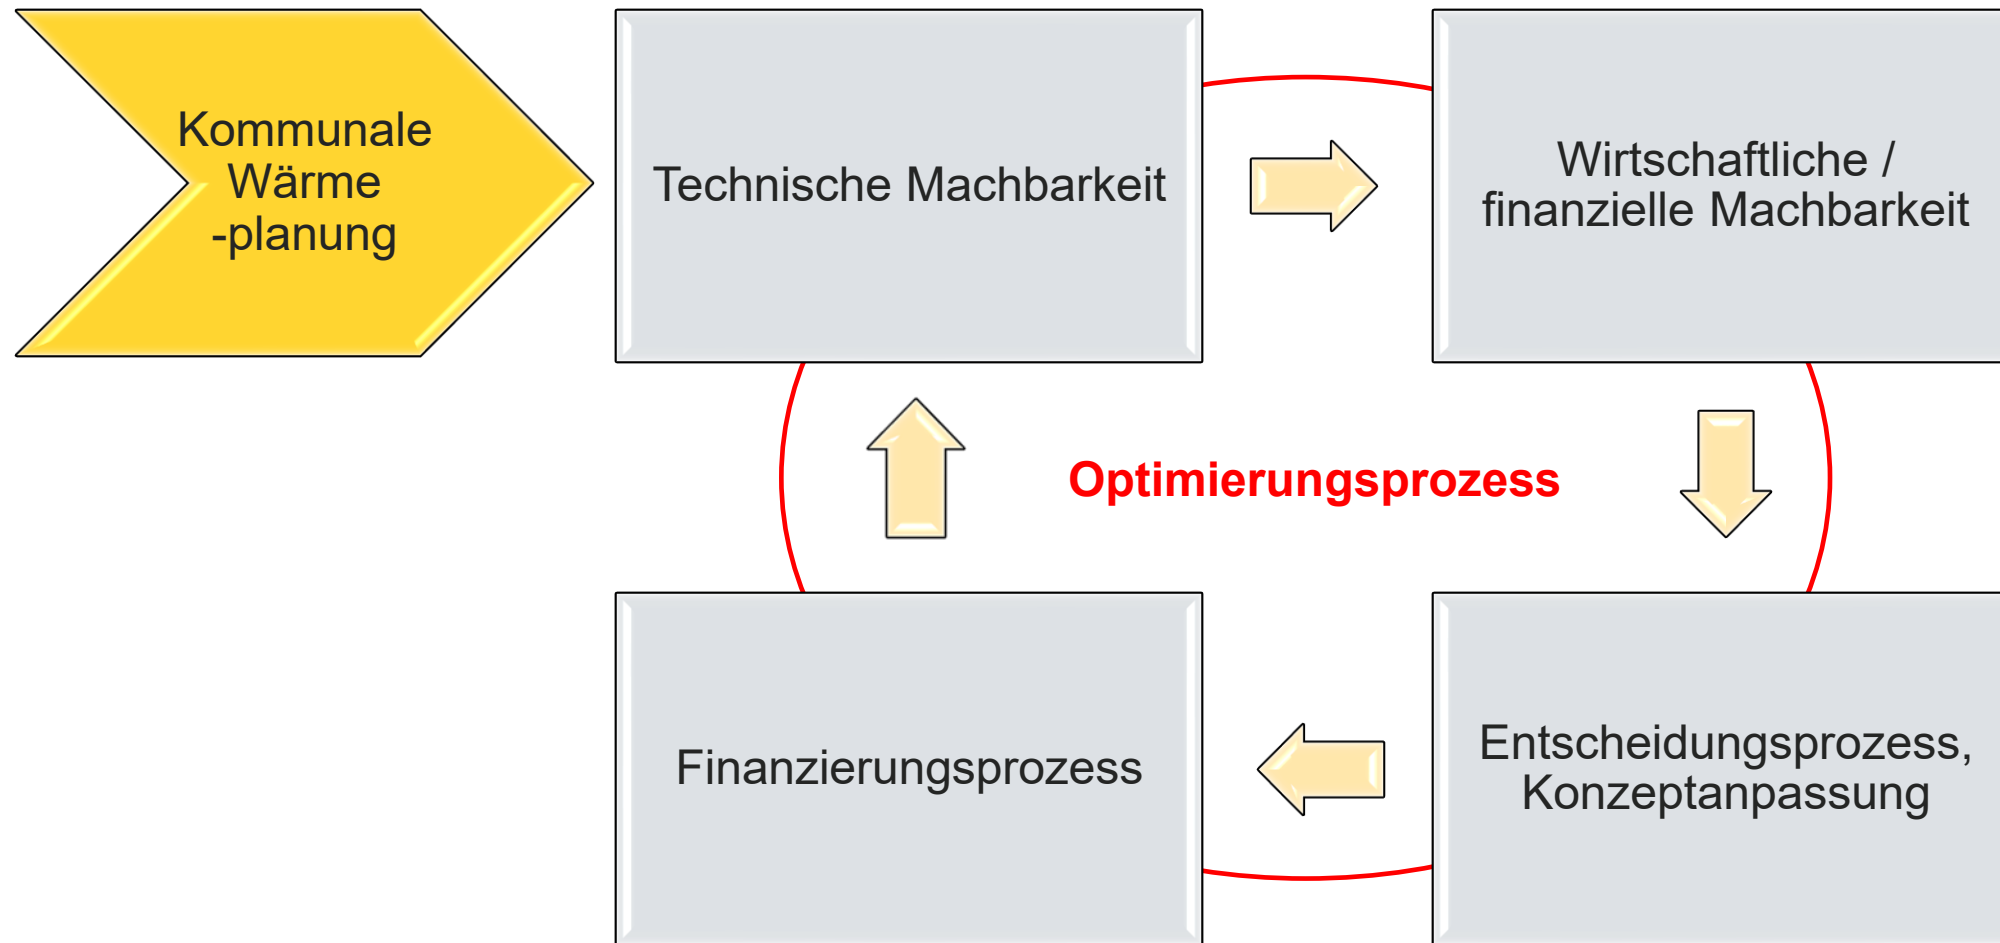 Kommunale
Wärme
-planung
Technische Machbarkeit
Wirtschaftliche /
finanzielle Machbarkeit
Optimierungsprozess
Finanzierungsprozess
Entscheidungsprozess,
Konzeptanpassung